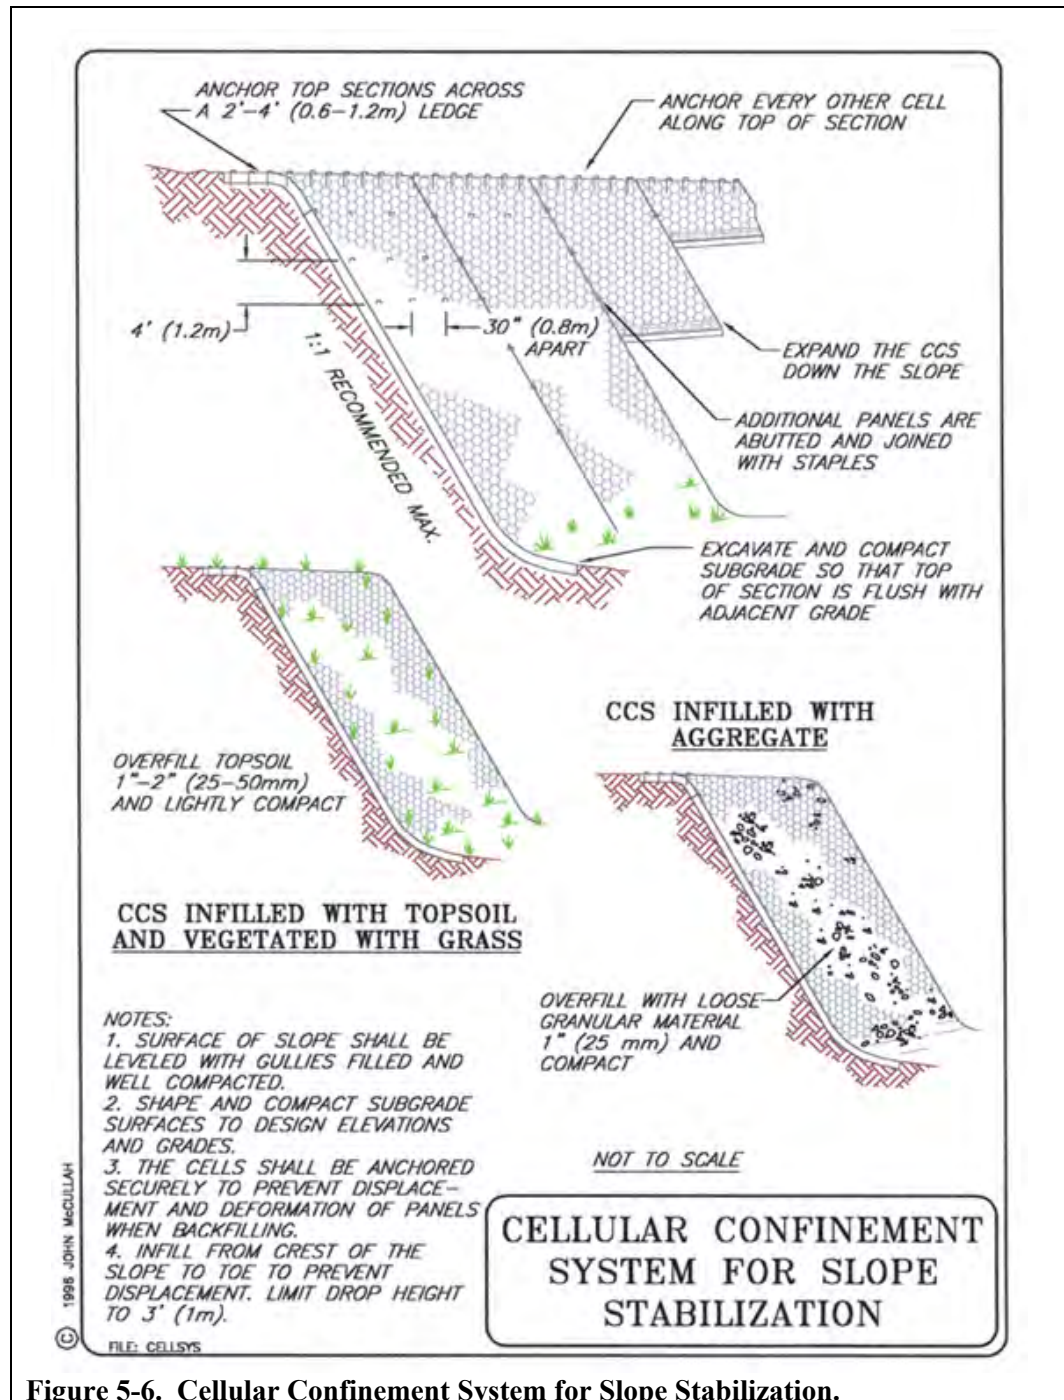 ANCHOR TOP SECTIONS ACROSS
A 2'-4' (0.6-1.2m) LEDGE
ANCHOR EVERY OTHER CELL
ALONG TOP OF SECTION
4' (1.2m)
30" (0.8m)
APART
1:1 RECOMMENDED MAX.
EXPAND THE CCS
DOWN THE SLOPE
ADDITIONAL PANELS ARE
ABUTTED AND JOINED
WITH STAPLES
EXCAVATE AND COMPACT
SUBGRADE SO THAT TOP
OF SECTION IS FLUSH WITH
ADJACENT GRADE
OVERFILL TOPSOIL
1"-2" (25-50mm)
AND LIGHTLY COMPACT
CCS INFILLED WITH TOPSOIL
AND VEGETATED WITH GRASS
CCS INFILLED WITH
AGGREGATE
OVERFILL WITH LOOSE
GRANULAR MATERIAL
1" (25 mm) AND
COMPACT
NOTES:
1. SURFACE OF SLOPE SHALL BE
LEVELED WITH GULLIES FILLED AND
WELL COMPACTED.
2. SHAPE AND COMPACT SUBGRADE
SURFACES TO DESIGN ELEVATIONS
AND GRADES.
3. THE CELLS SHALL BE ANCHORED
SECURELY TO PREVENT DISPLACE-
MENT AND DEFORMATION OF PANELS
WHEN BACKFILLING.
4. INFILL FROM CREST OF THE
SLOPE TO TOE TO PREVENT
DISPLACEMENT. LIMIT DROP HEIGHT
TO 3' (1m).
NOT TO SCALE
CELLULAR CONFINEMENT
SYSTEM FOR SLOPE
STABILIZATION
© 1995 JOHN McCULLAH
FILE: CELLSYS
Figure 5-6. Cellular Confinement System for Slope Stabilization.